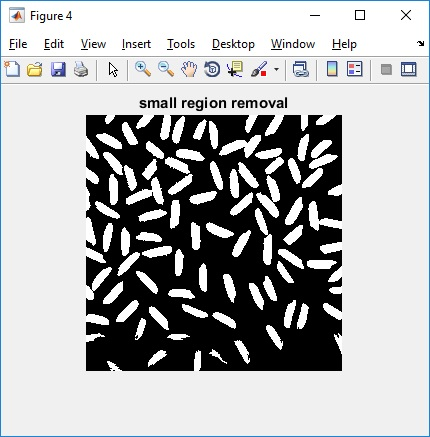 Figure 4
File Edit View Insert Tools Desktop Window Help
small region removal